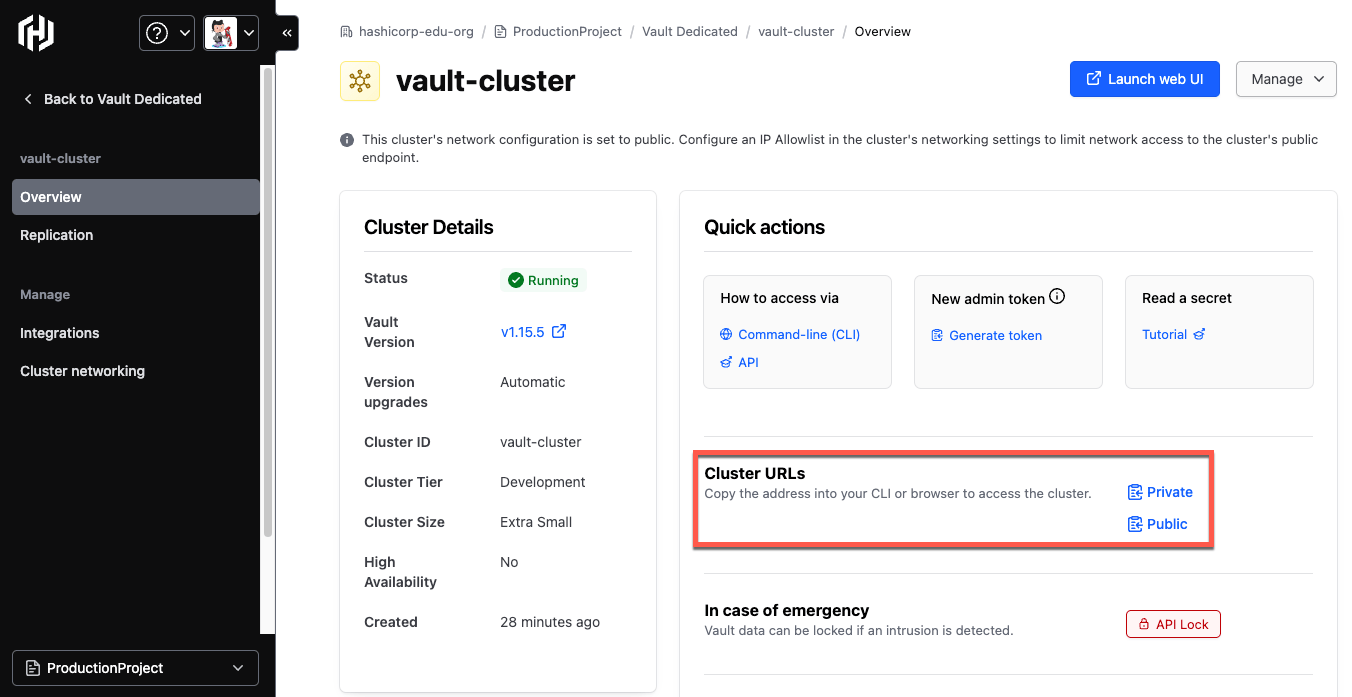 hashicorp-edu-org / ProductionProject / Vault Dedicated / vault-cluster / Overview
Back to Vault Dedicated
vault-cluster
Overview
Replication
Manage
Integrations
Cluster networking
ProductionProject
vault-cluster
Launch web UI
Manage
This cluster's network configuration is set to public. Configure an IP Allowlist in the cluster's networking settings to limit network access to the cluster's public
endpoint.
Cluster Details
Status Running
Vault
Version v1.15.5
Version
upgrades Automatic
Cluster ID vault-cluster
Cluster Tier Development
Cluster Size Extra Small
High
Availability No
Created 28 minutes ago
Quick actions
How to access via
Command-line (CLI)
API
New admin token
Generate token
Read a secret
Tutorial
Cluster URLs
Copy the address into your CLI or browser to access the cluster.
Private
Public
In case of emergency
Vault data can be locked if an intrusion is detected.
API Lock